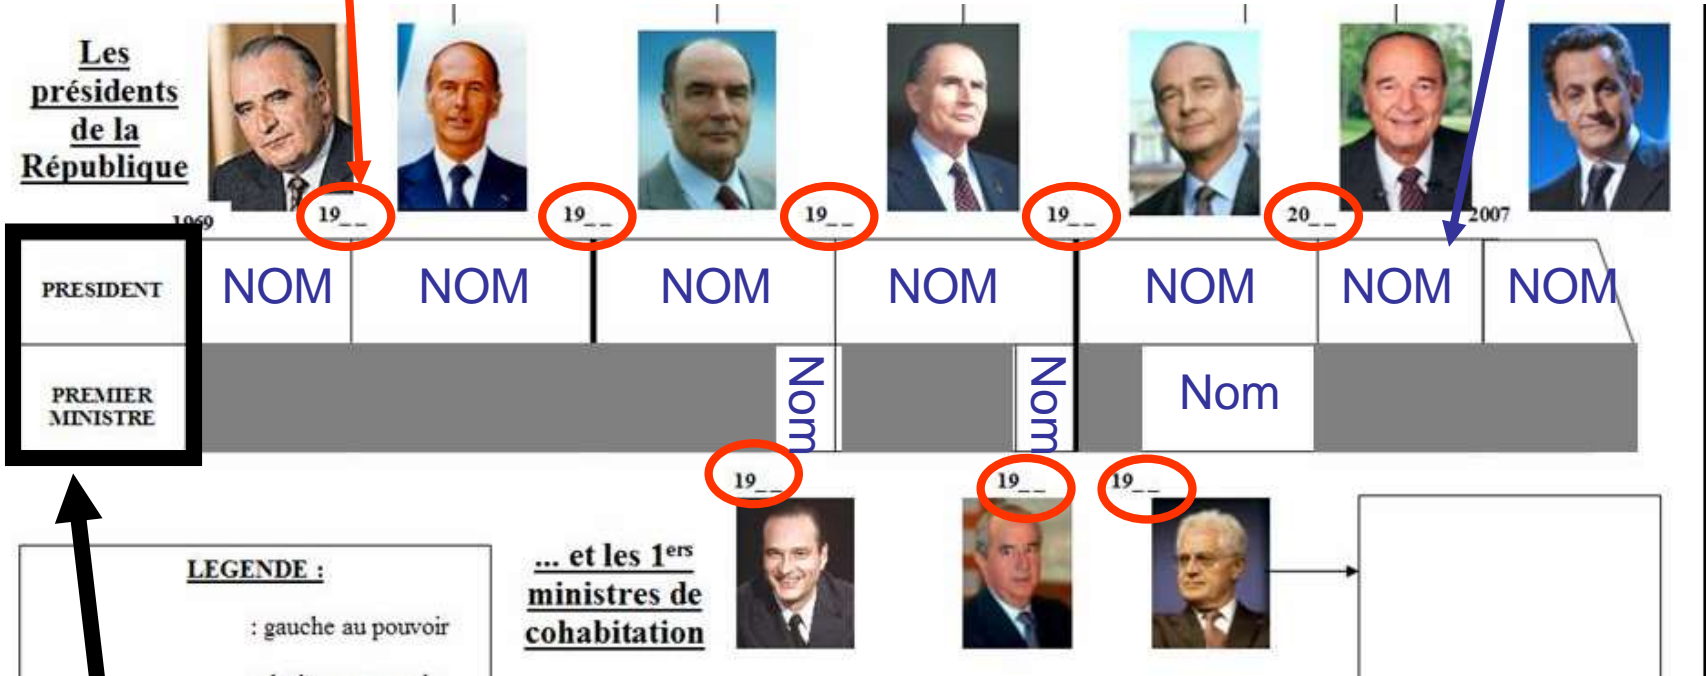 Les
présidents
de la
République
1969
19_ _
19_ _
19_ _
19_ _
20_ _
2007
PRESIDENT
NOM
NOM
NOM
NOM
NOM
NOM
NOM
PREMIER
MINISTRE
Nom
Nom
Nom
19_ _
19_ _
19_ _
LEGENDE :
: gauche au pouvoir
... et les 1ers
ministres de
cohabitation